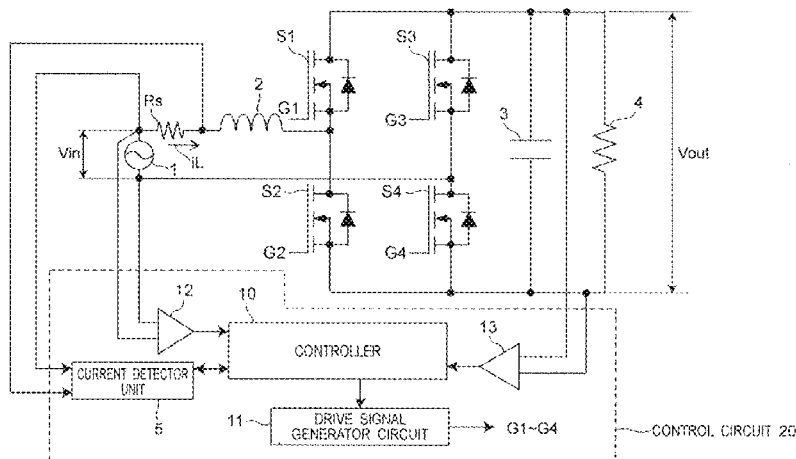 S1
S3
2
Rs
G1
G3
3
4
Vin
iL
1
Vout
S2
S4
G2
G4
12
10
13
CONTROLLER
CURRENT DETECTOR
UNIT
5
11
DRIVE SIGNAL
GENERATOR CIRCUIT
G1~G4
CONTROL CIRCUIT 20